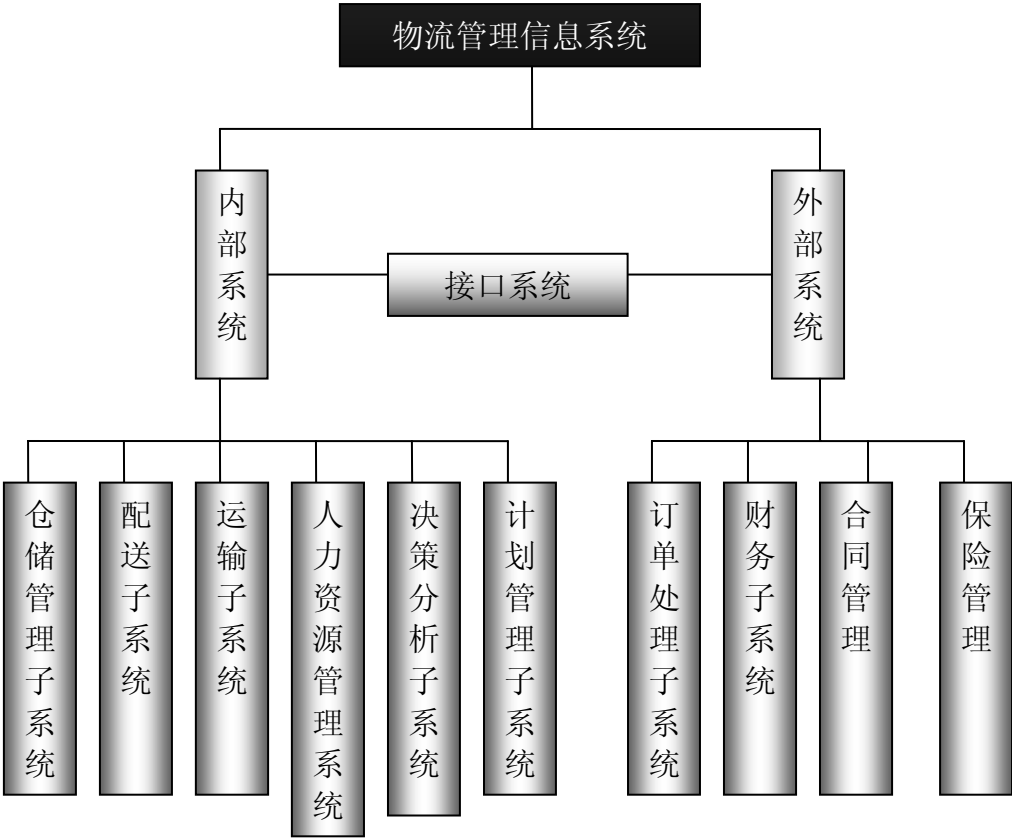 物流管理信息系统
内部系统
外部系统
接口系统
仓储管理子系统
配送子系统
运输子系统
人力资源管理系统
决策分析子系统
计划管理子系统
订单处理子系统
财务子系统
合同管理
保险管理